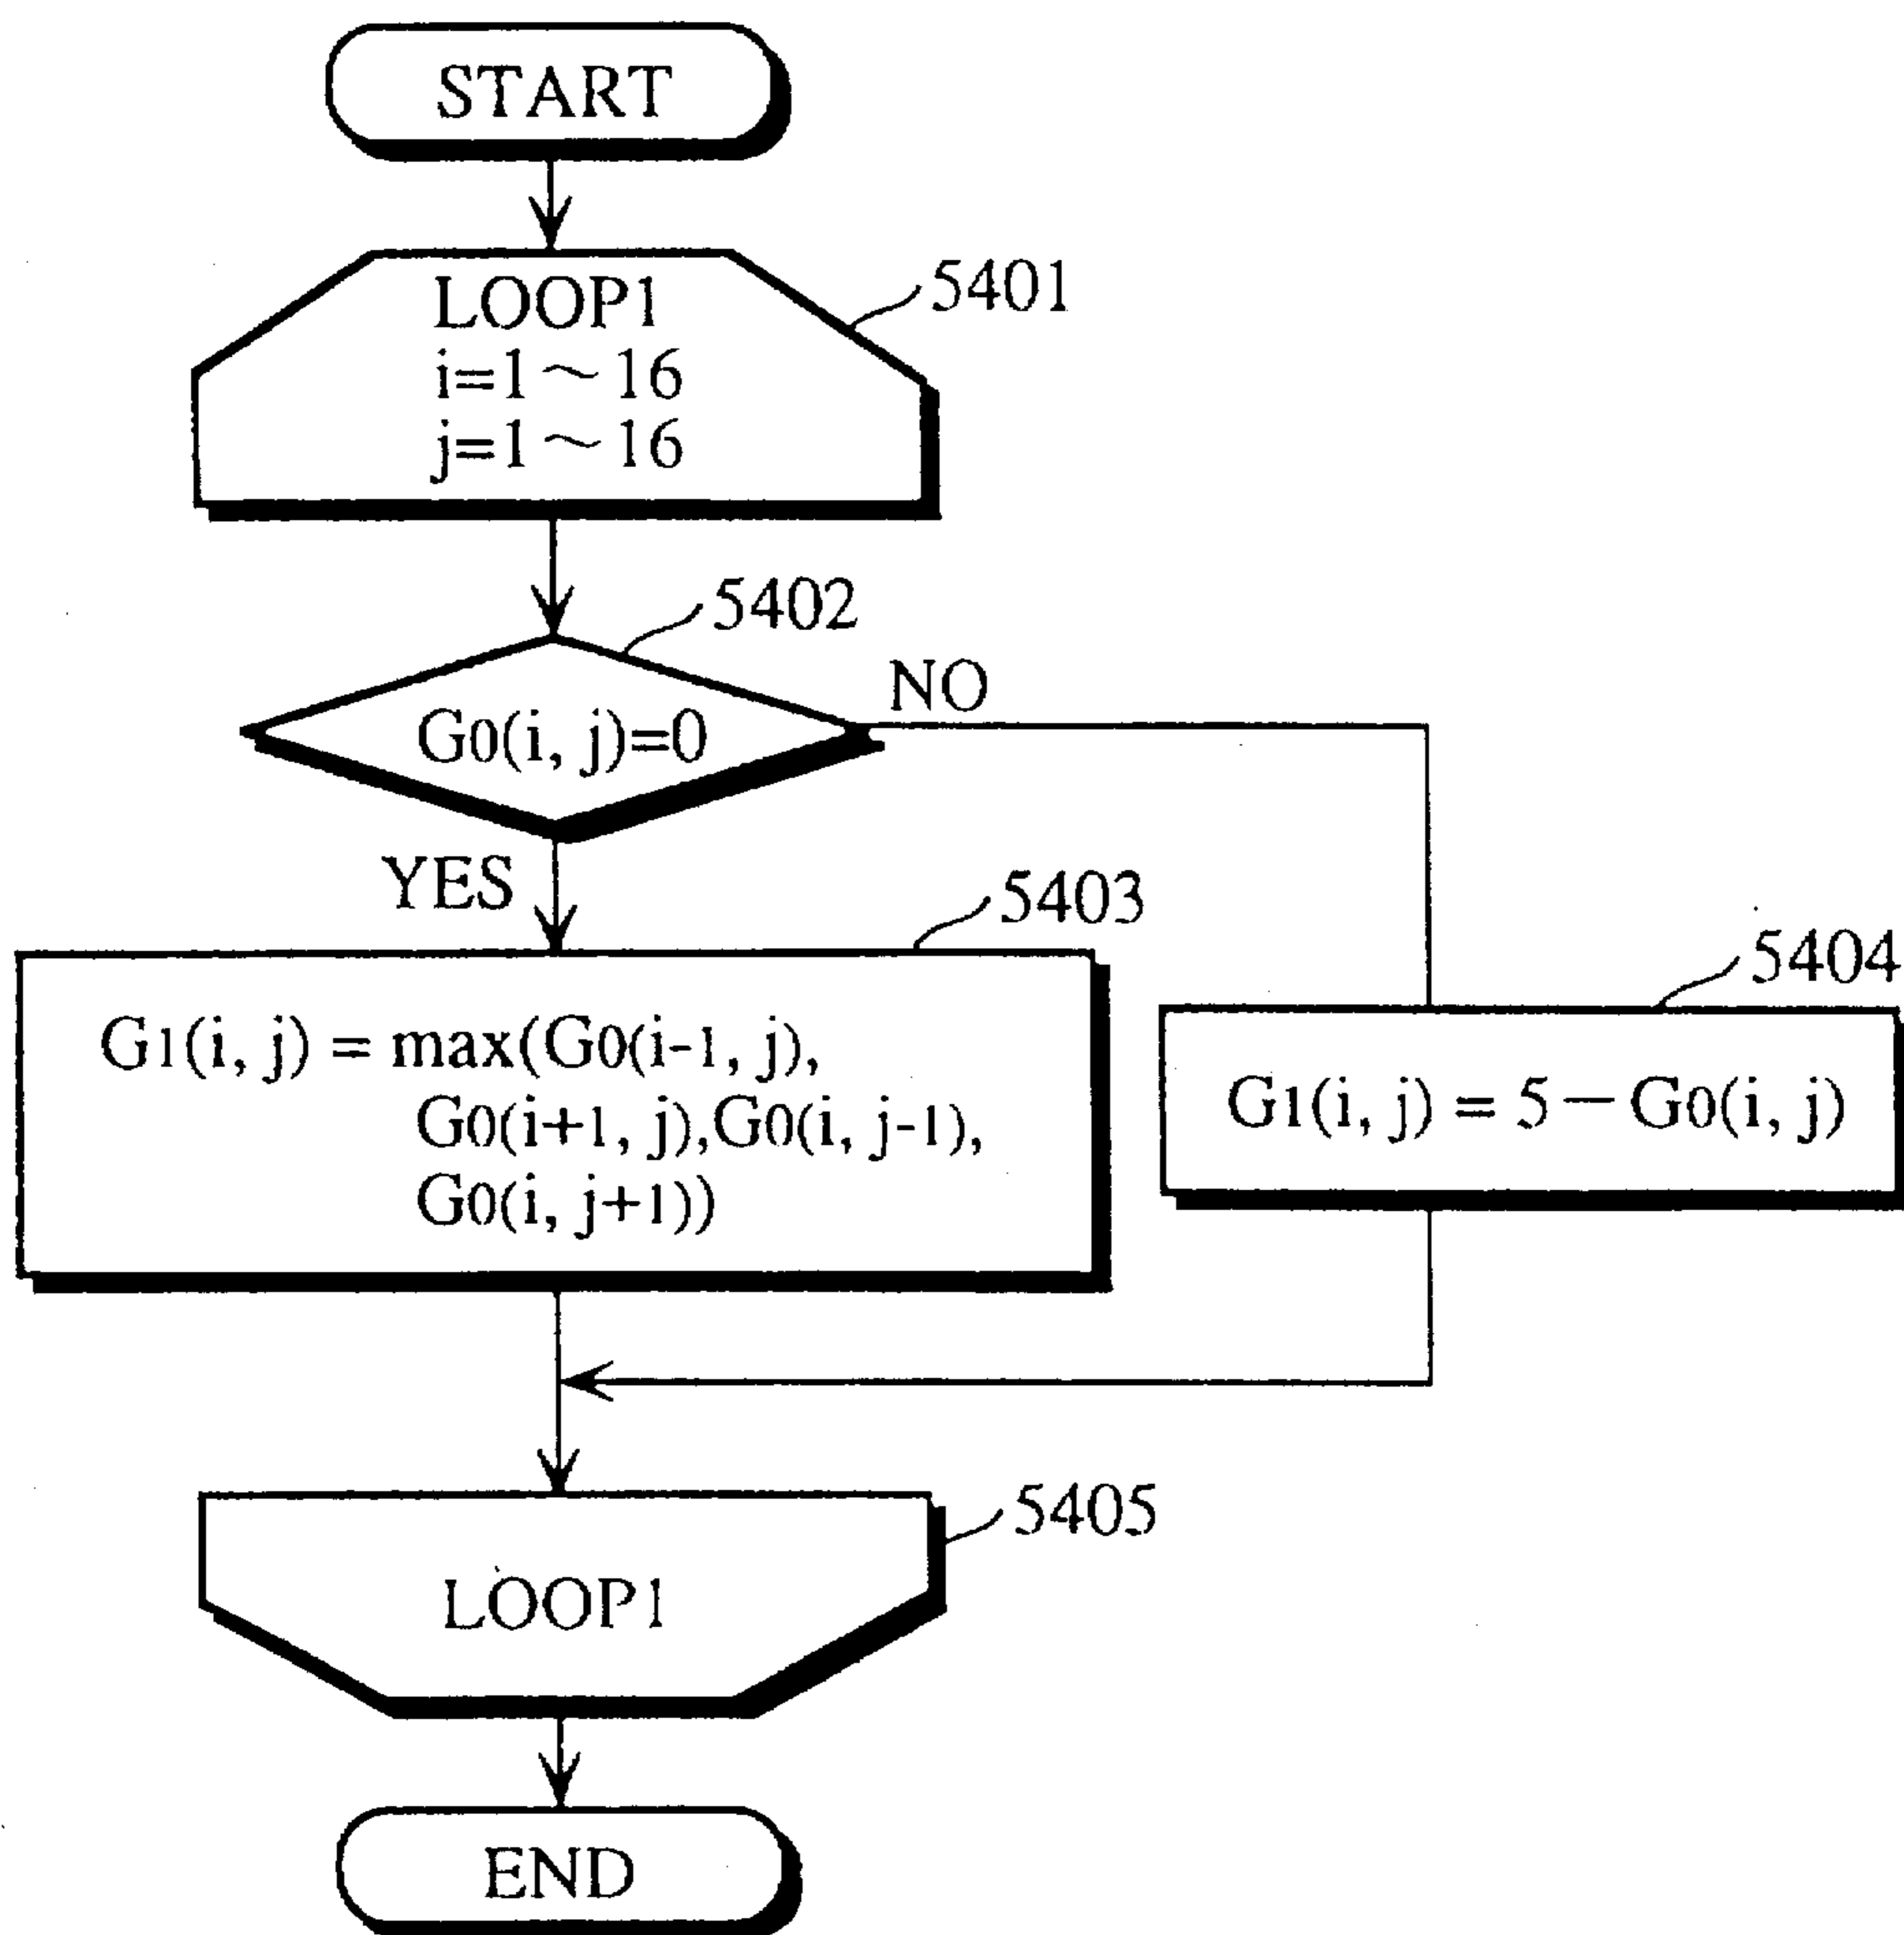 START
LOOP1
i=1～16
j=1～16
5401
5402
G0(i, j)=0
NO
YES
5403
G1(i, j) = max(G0(i-1, j),
G0(i+1, j),G0(i, j-1),
G0(i, j+1))
5404
G1(i, j) = 5－G0(i, j)
5405
LOOP1
END